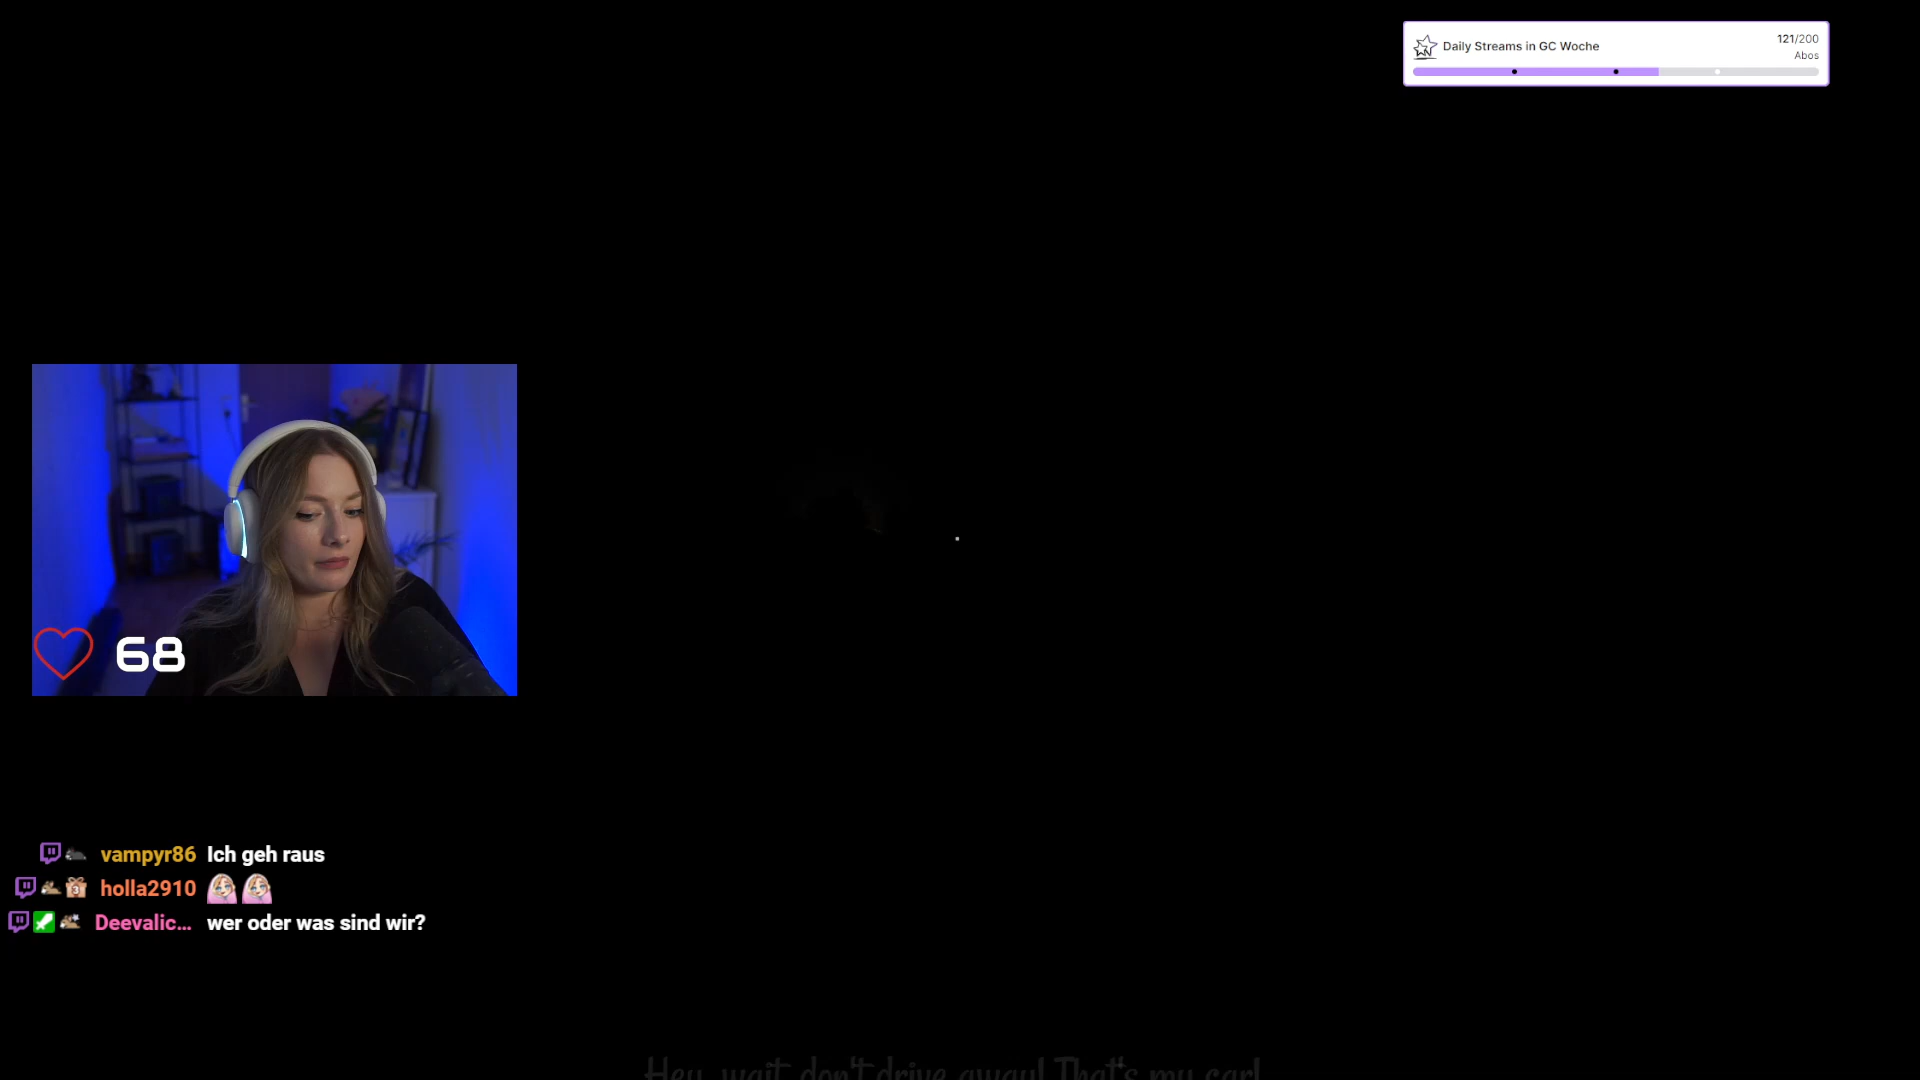 Daily Streams in GC Woche
121/200
Abos
68
vampyr86 Ich geh raus
holla2910
Deevalic... wer oder was sind wir?
Hey, wait don't drive away! That's my car!